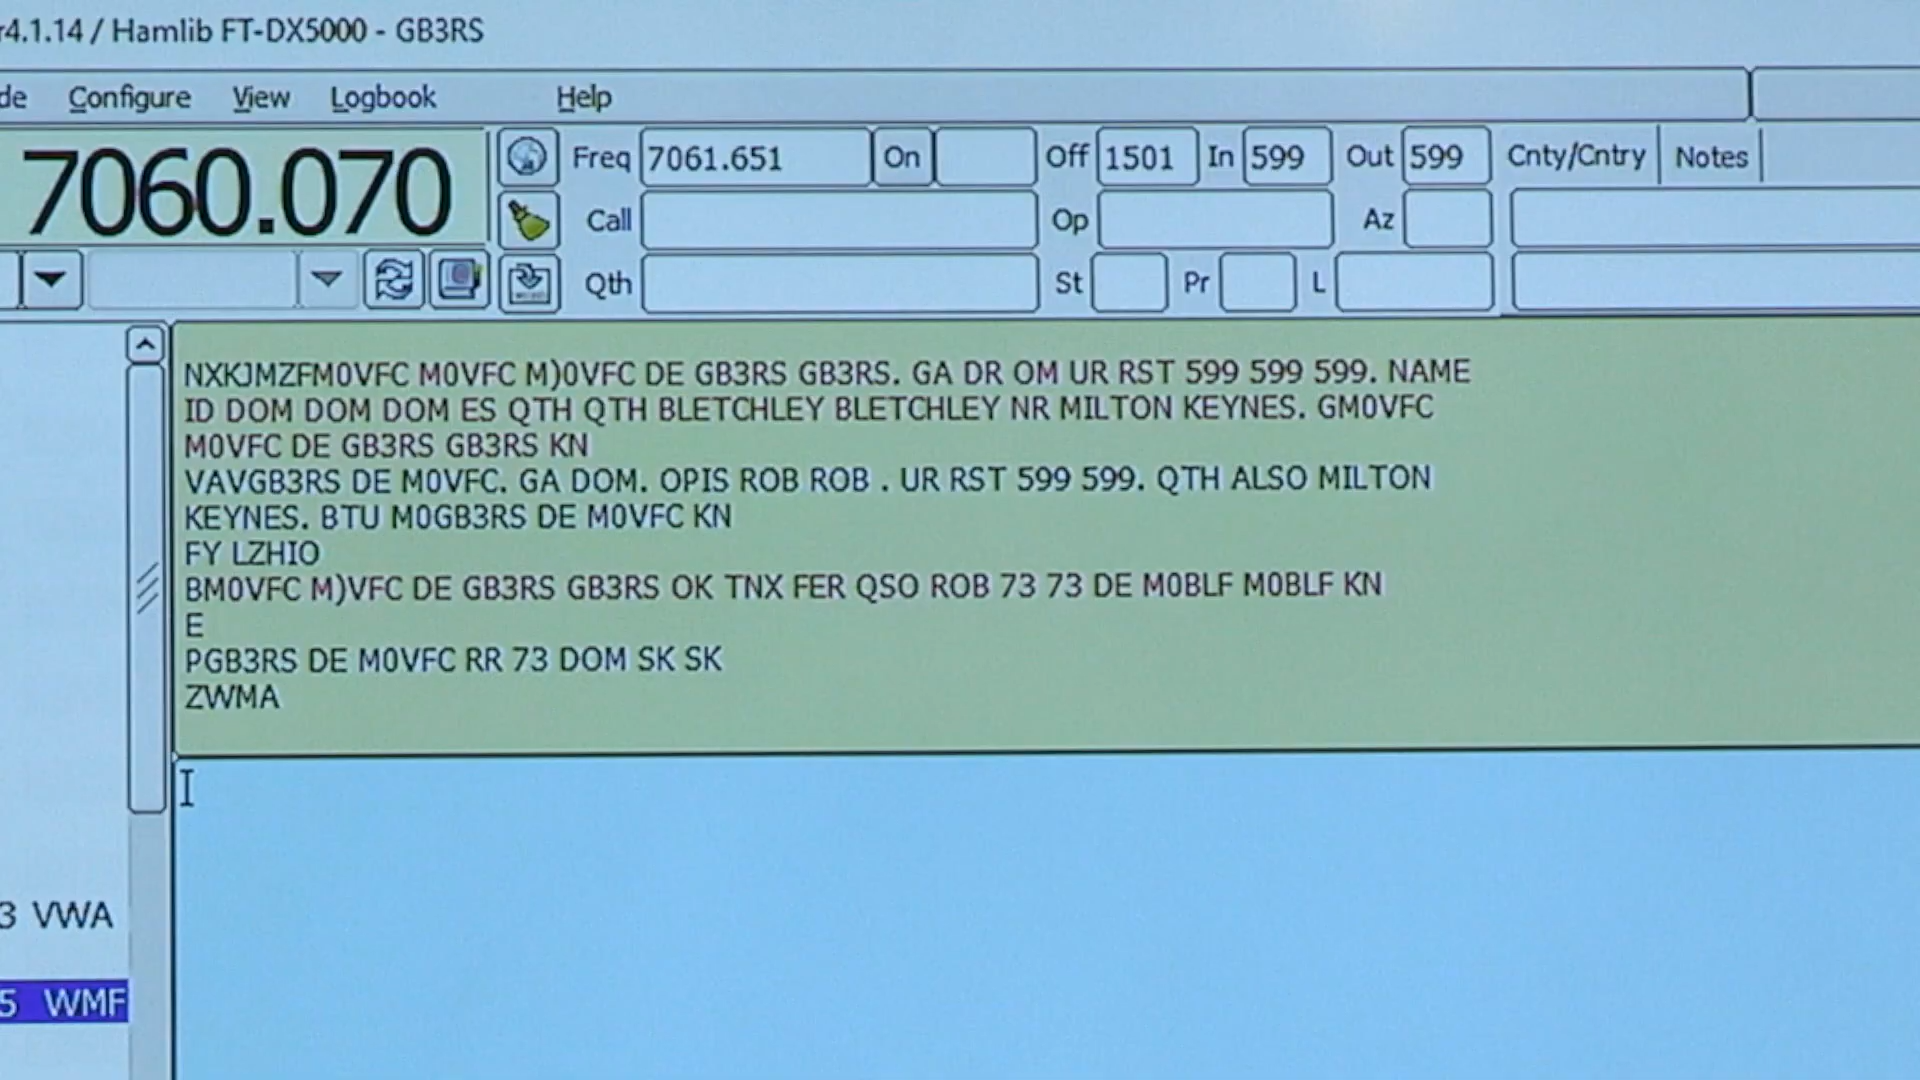 r4.1.14 / Hamlib FT-DX5000 - GB3RS
de Configure View Logbook Help
7060.070
Freq 7061.651 On Off 1501 In 599 Out 599 Cnty/Cntry Notes
Call Op Az
Qth St Pr L
NXKJMZFM0VFC M0VFC M)0VFC DE GB3RS GB3RS. GA DR OM UR RST 599 599 599. NAME
ID DOM DOM DOM ES QTH QTH BLETCHLEY BLETCHLEY NR MILTON KEYNES. GM0VFC
M0VFC DE GB3RS GB3RS KN
VAVGB3RS DE M0VFC. GA DOM. OPIS ROB ROB . UR RST 599 599. QTH ALSO MILTON
KEYNES. BTU M0GB3RS DE M0VFC KN
FY LZHIO
BM0VFC M)VFC DE GB3RS GB3RS OK TNX FER QSO ROB 73 73 DE M0BLF M0BLF KN
E
PGB3RS DE M0VFC RR 73 DOM SK SK
ZWMA
3 VWA
5 WMF